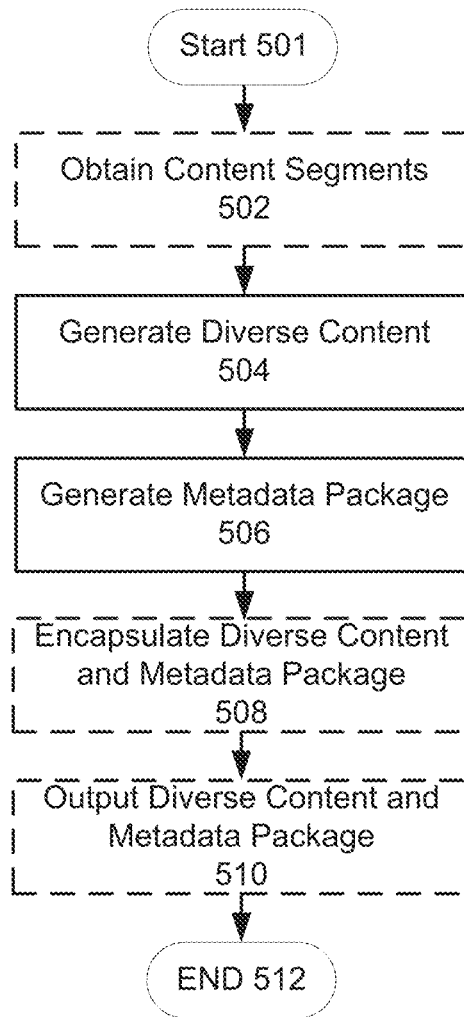 Start 501
Obtain Content Segments
502
Generate Diverse Content
504
Generate Metadata Package
506
Encapsulate Diverse Content
and Metadata Package
508
Output Diverse Content and
Metadata Package
510
END 512